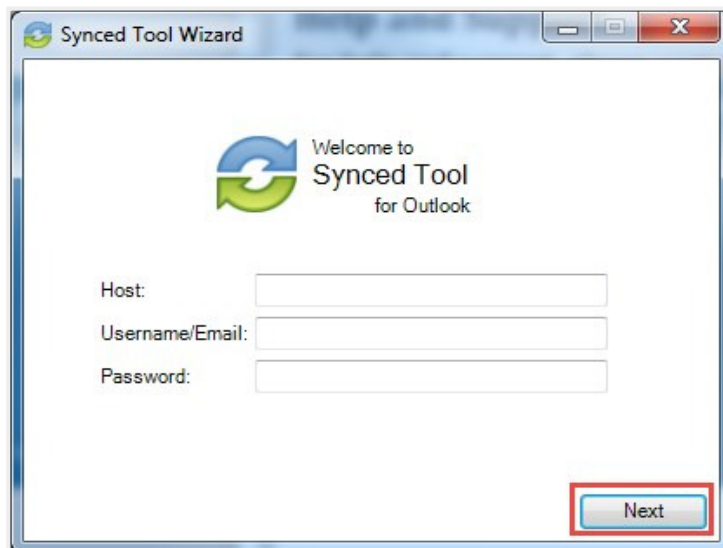 Synced Tool Wizard
Welcome to
Synced Tool
for Outlook
Host:
Username/Email:
Password:
Next